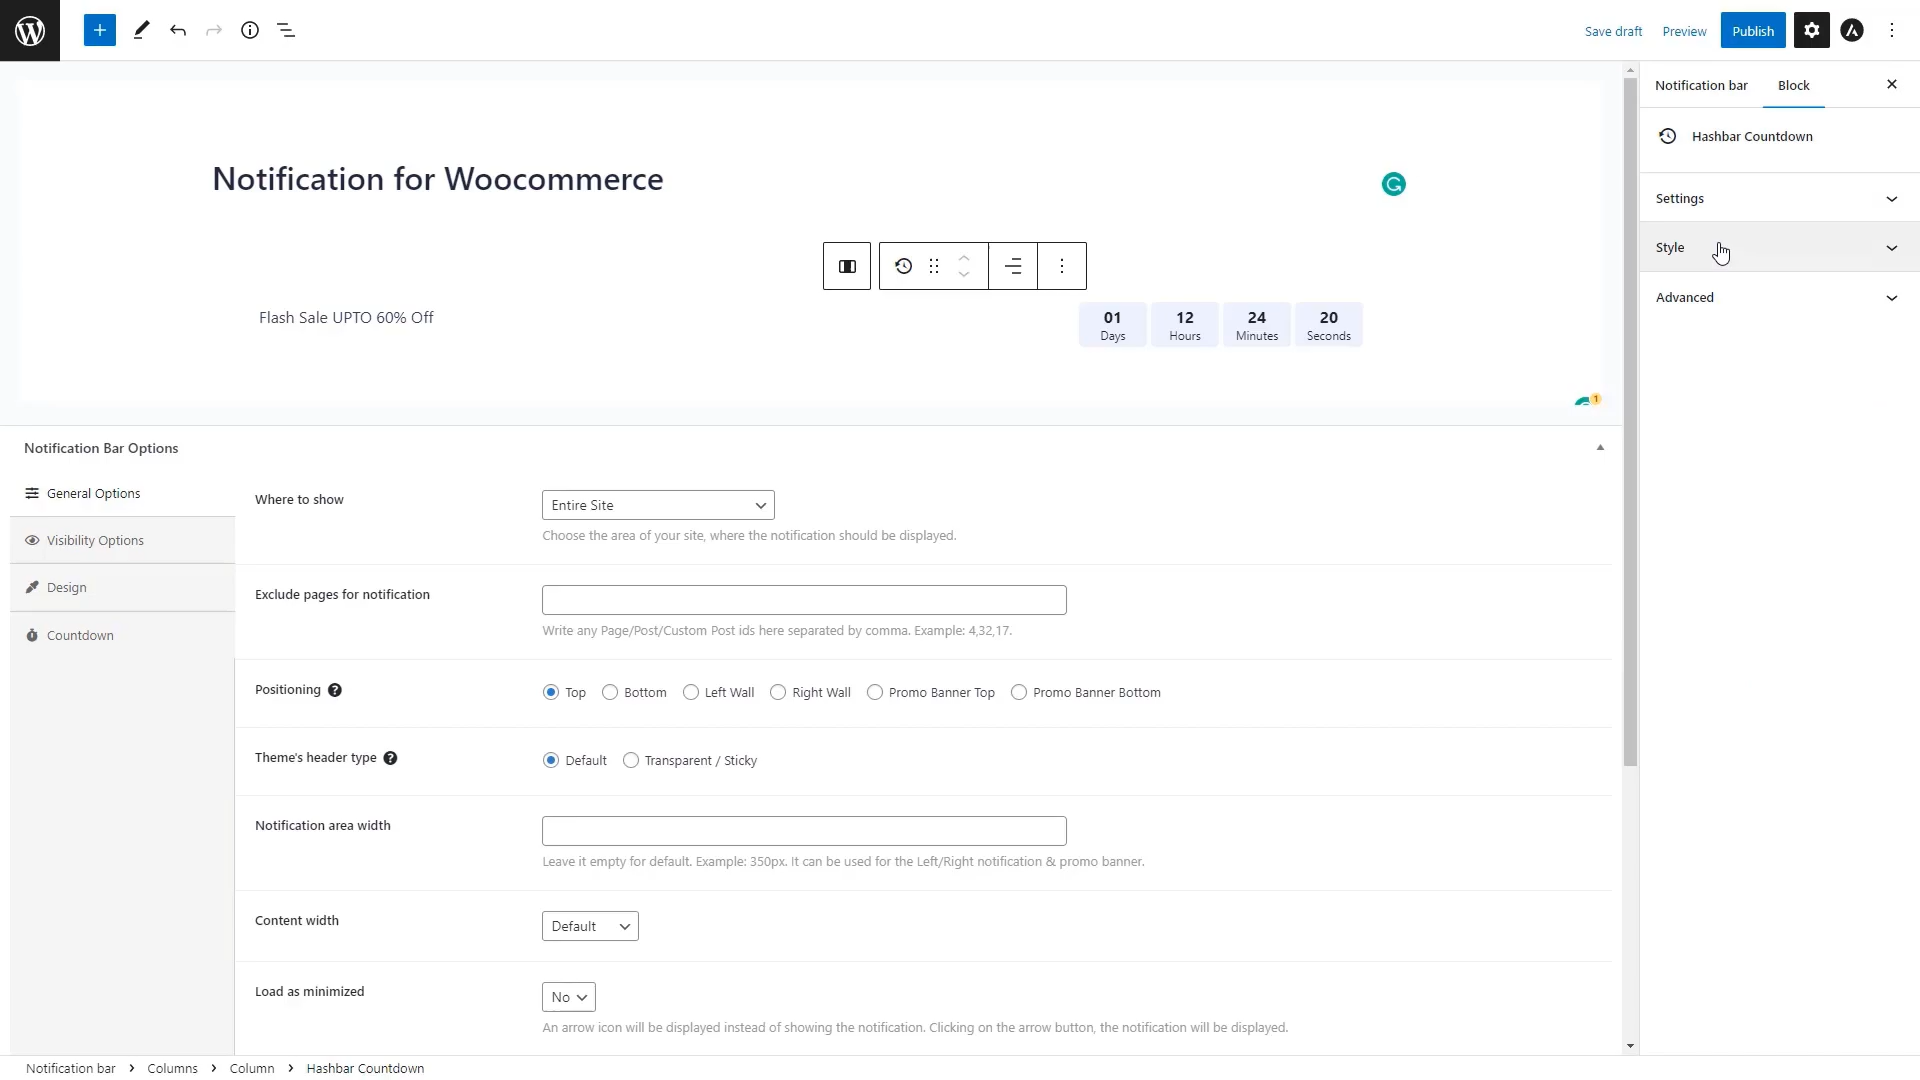 Save draft
Preview
Publish
Notification bar
Block
Hashbar Countdown
Settings
Style
Advanced
Notification for Woocommerce
Flash Sale UPTO 60% Off
01 12 24 20
Days Hours Minutes Seconds
1
Notification Bar Options
General Options
Visibility Options
Design
Countdown
Where to show
Entire Site
Choose the area of your site, where the notification should be displayed.
Exclude pages for notification
Write any Page/Post/Custom Post ids here separated by comma. Example: 4,32,17.
Positioning ?
Top Bottom Left Wall Right Wall Promo Banner Top Promo Banner Bottom
Theme's header type ?
Default Transparent / Sticky
Notification area width
Leave it empty for default. Example: 350px. It can be used for the Left/Right notification & promo banner.
Content width
Default
Load as minimized
No
An arrow icon will be displayed instead of showing the notification. Clicking on the arrow button, the notification will be displayed.
Notification bar > Columns > Column > Hashbar Countdown